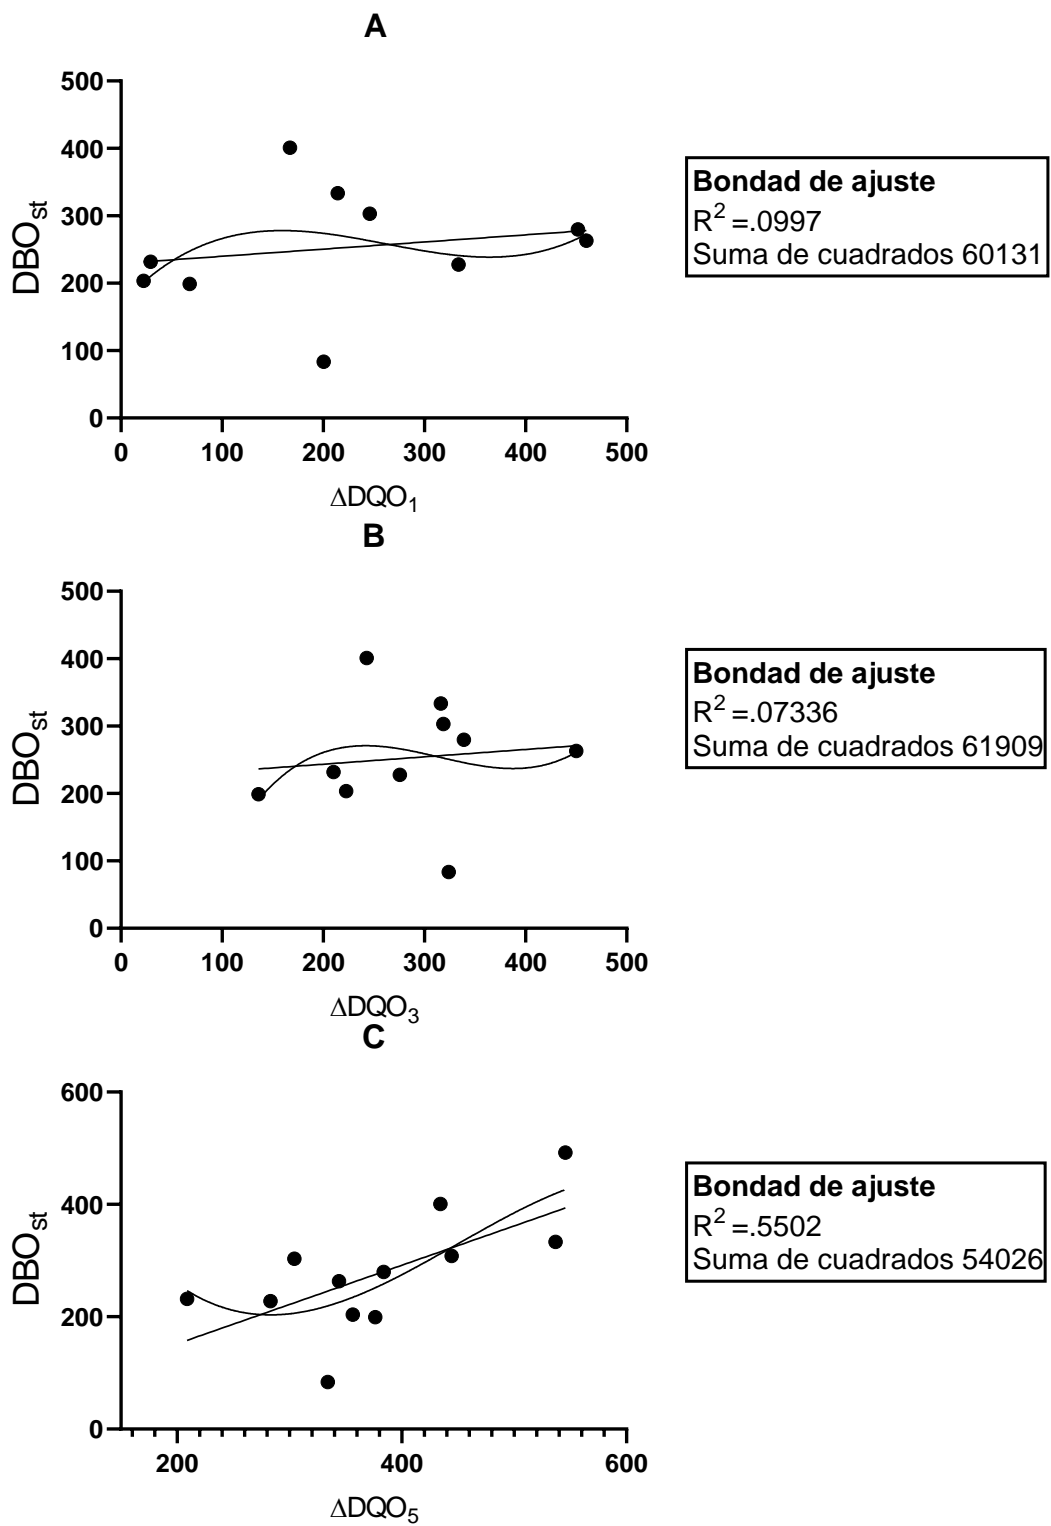 A
500
400
300
200
100
0
DBOst
0 100 200 300 400 500
ΔDQO1
Bondad de ajuste
R2 =.0997
Suma de cuadrados 60131
B
500
400
300
200
100
0
DBOst
0 100 200 300 400 500
ΔDQO3
Bondad de ajuste
R2 =.07336
Suma de cuadrados 61909
C
600
400
200
0
DBOst
200 400 600
ΔDQO5
Bondad de ajuste
R2 =.5502
Suma de cuadrados 54026